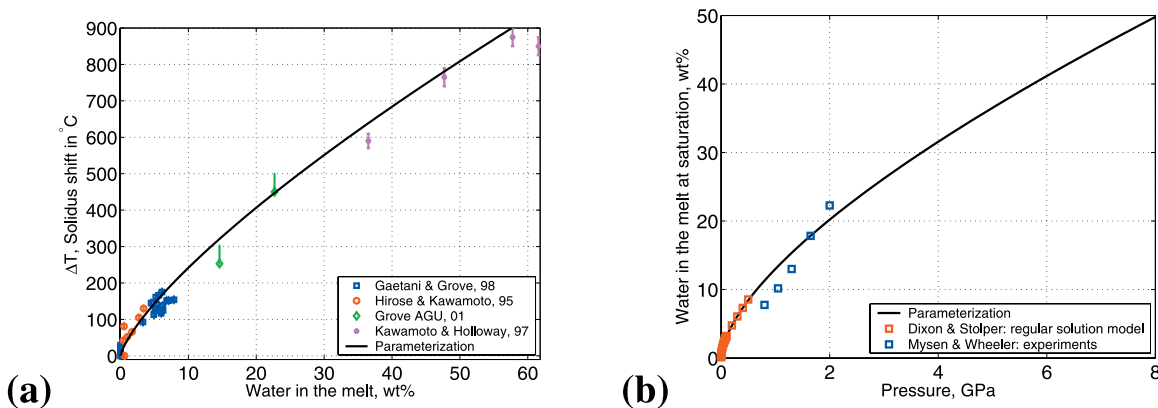 900
800
700
600
500
400
300
200
100
0
ΔT, Solidus shift in °C
0
10
20
30
40
50
60
Water in the melt, wt%
Gaetani & Grove, 98
Hirose & Kawamoto, 95
Grove AGU, 01
Kawamoto & Holloway, 97
Parameterization
(a)
50
40
30
20
10
0
Water in the melt at saturation, wt%
0
2
4
6
8
Pressure, GPa
Parameterization
Dixon & Stolper: regular solution model
Mysen & Wheeler: experiments
(b)